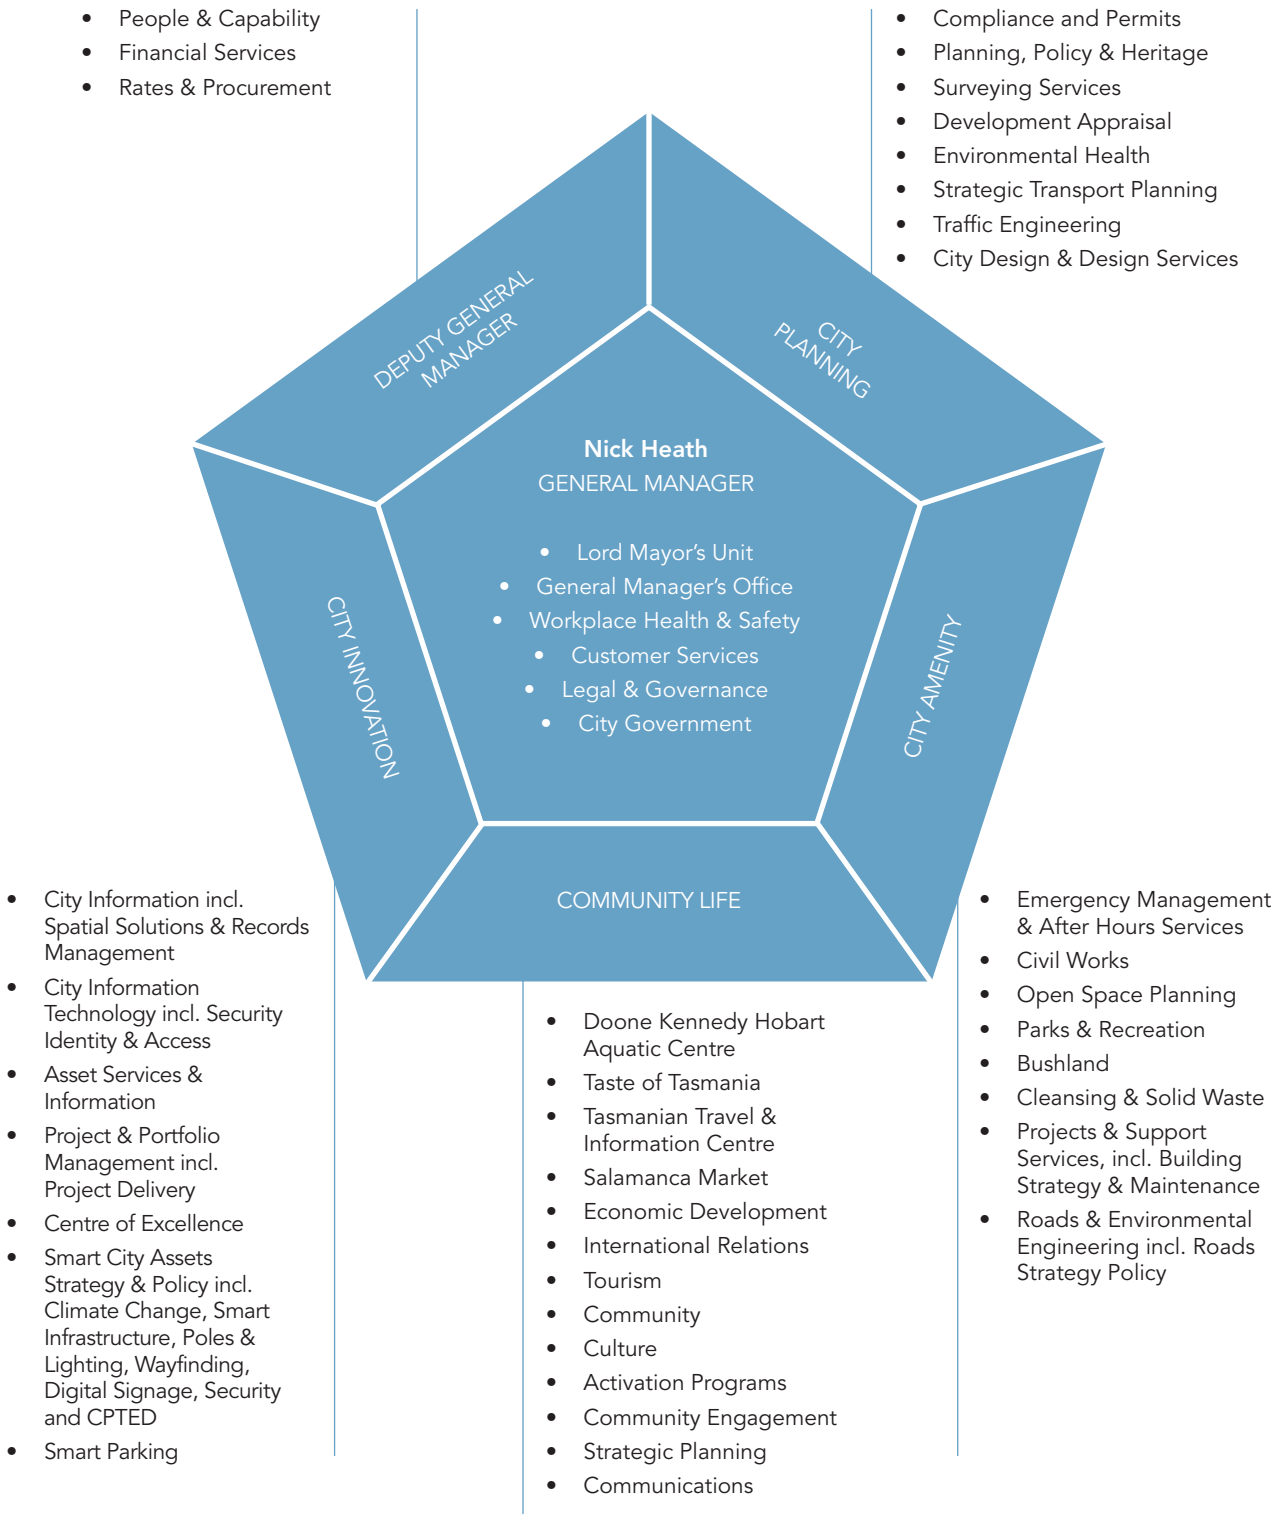 • People & Capability
• Financial Services
• Rates & Procurement
• Compliance and Permits
• Planning, Policy & Heritage
• Surveying Services
• Development Appraisal
• Environmental Health
• Strategic Transport Planning
• Traffic Engineering
• City Design & Design Services
DEPUTY GENERAL
MANAGER
CITY
PLANNING
Nick Heath
GENERAL MANAGER
• Lord Mayor's Unit
• General Manager's Office
• Workplace Health & Safety
• Customer Services
• Legal & Governance
• City Government
CITY INNOVATION
CITY AMENITY
COMMUNITY LIFE
• City Information incl.
Spatial Solutions & Records
Management
• City Information
Technology incl. Security
Identity & Access
• Asset Services &
Information
• Project & Portfolio
Management incl.
Project Delivery
• Centre of Excellence
• Smart City Assets
Strategy & Policy incl.
Climate Change, Smart
Infrastructure, Poles &
Lighting, Wayfinding,
Digital Signage, Security
and CPTED
• Smart Parking
• Doone Kennedy Hobart
Aquatic Centre
• Taste of Tasmania
• Tasmanian Travel &
Information Centre
• Salamanca Market
• Economic Development
• International Relations
• Tourism
• Community
• Culture
• Activation Programs
• Community Engagement
• Strategic Planning
• Communications
• Emergency Management
& After Hours Services
• Civil Works
• Open Space Planning
• Parks & Recreation
• Bushland
• Cleansing & Solid Waste
• Projects & Support
Services, incl. Building
Strategy & Maintenance
• Roads & Environmental
Engineering incl. Roads
Strategy Policy